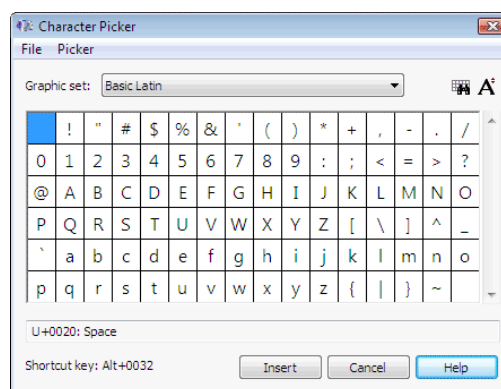 Character Picker
File Picker
Graphic set: Basic Latin
! " # $ % & ' ( ) * + , - . /
0 1 2 3 4 5 6 7 8 9 : ; < = > ?
@ A B C D E F G H I J K L M N O
P Q R S T U V W X Y Z [ \ ] ^ _
` a b c d e f g h i j k l m n o
p q r s t u v w x y z { | } ~
U+0020: Space
Shortcut key: Alt+0032 Insert Cancel Help